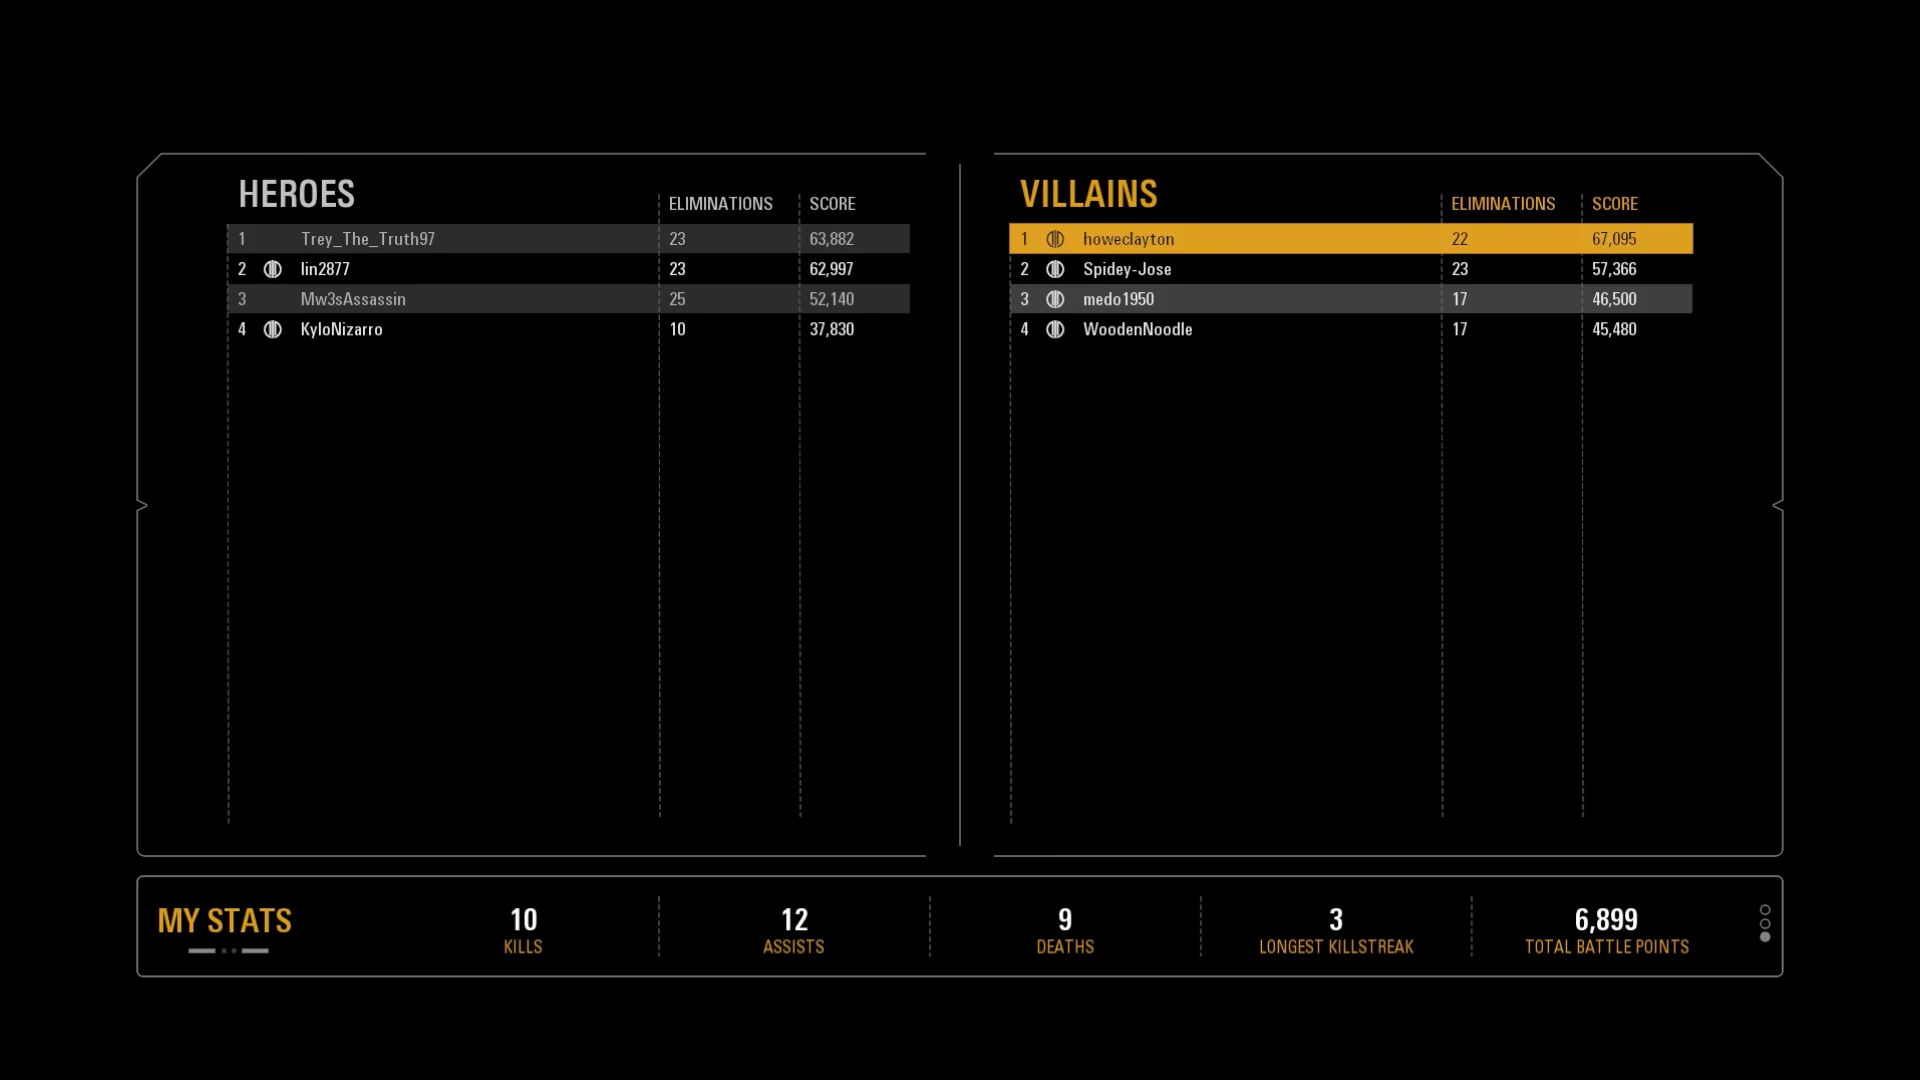 HEROES ELIMINATIONS SCORE
1 Trey_The_Truth97 23 63,882
2 lin2877 23 62,997
3 Mw3sAssassin 25 52,140
4 KyloNizarro 10 37,830
VILLAINS ELIMINATIONS SCORE
1 howeclayton 22 67,095
2 Spidey-Jose 23 57,366
3 medo1950 17 46,500
4 WoodenNoodle 17 45,480
MY STATS
10 KILLS
12 ASSISTS
9 DEATHS
3 LONGEST KILLSTREAK
6,899 TOTAL BATTLE POINTS